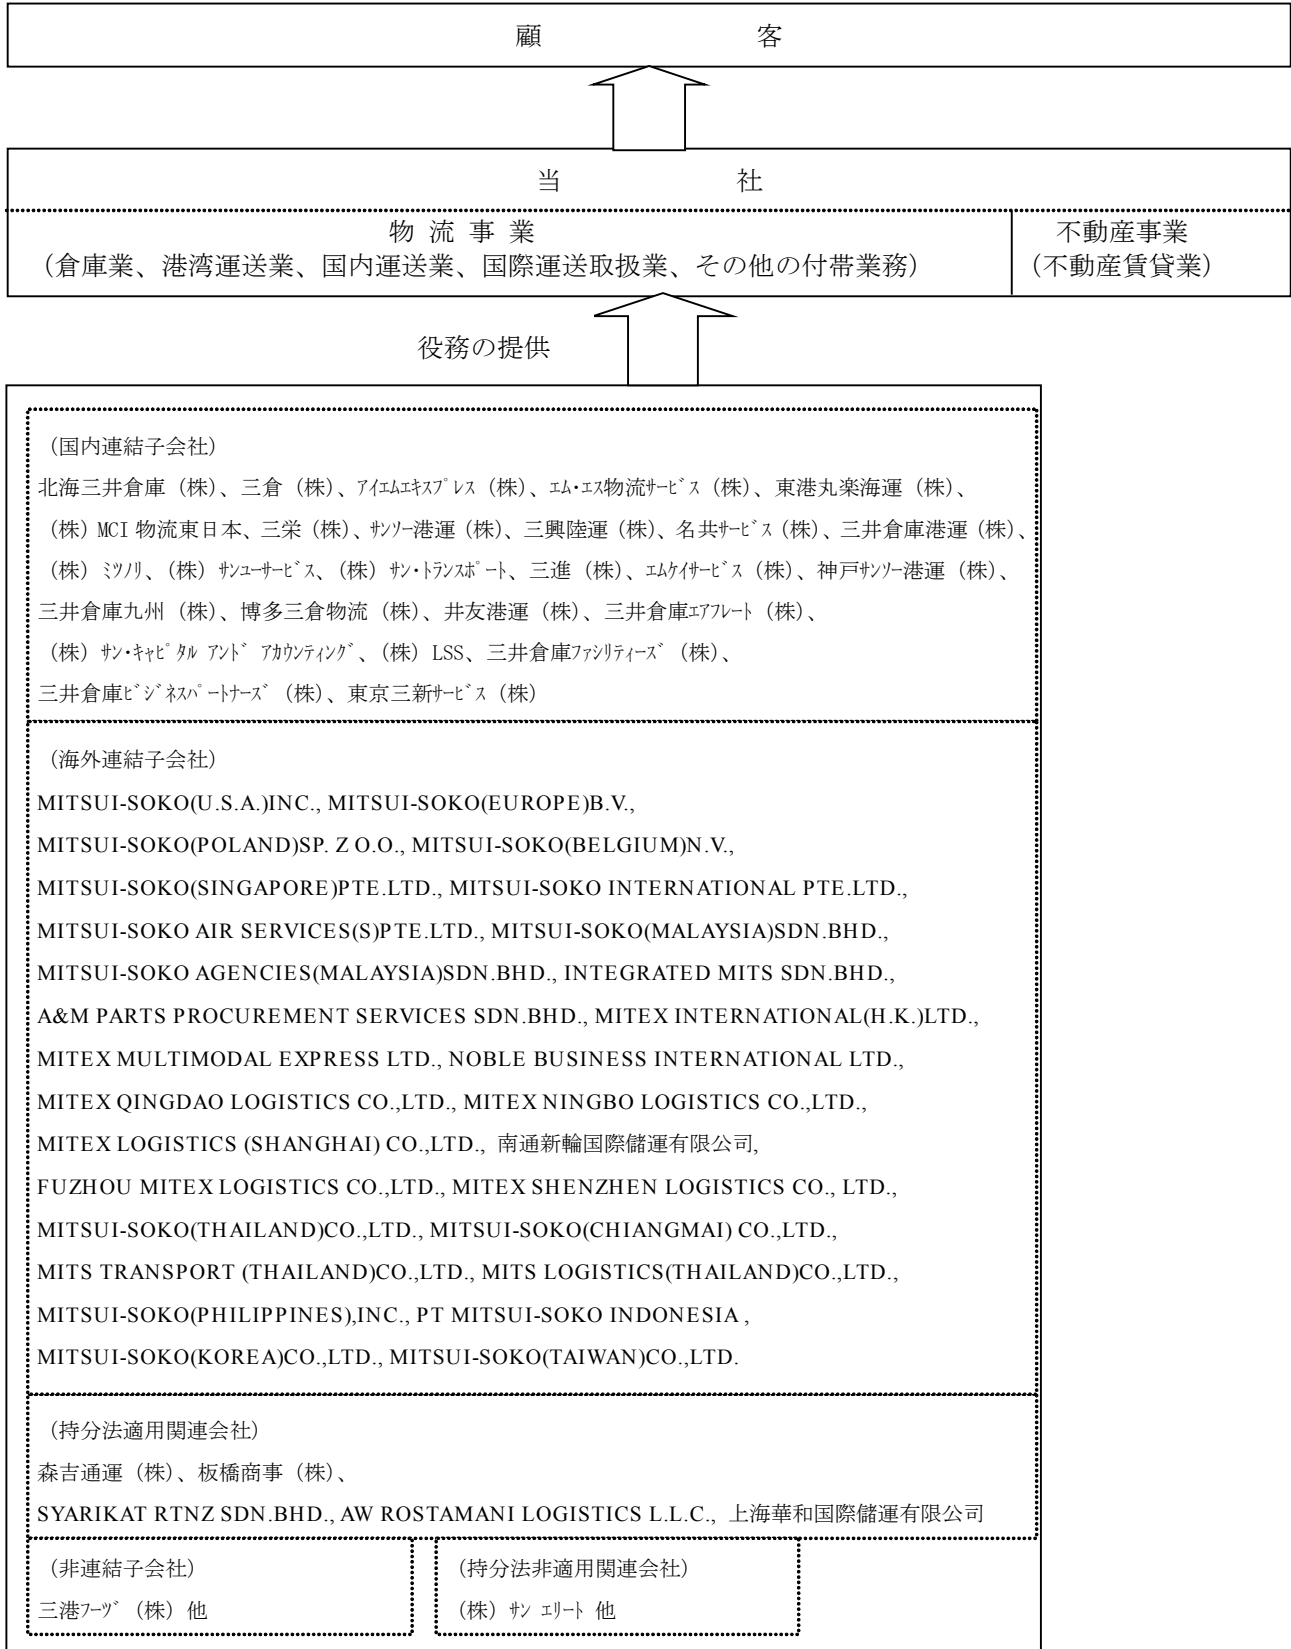 顧　　　　　　客
当　　　　　　社
物 流 事 業
(倉庫業、港湾運送業、国内運送業、国際運送取扱業、その他の付帯業務)
不動産事業
(不動産賃貸業)
役務の提供
(国内連結子会社)
北海三井倉庫 (株)、三倉 (株)、ｱｲｴﾑｴｷｽﾌﾟﾚｽ (株)、ｴﾑ･ｴｽ物流ｻｰﾋﾞｽ (株)、東港丸楽海運 (株)、
(株) MCI 物流東日本、三栄 (株)、ｻﾝｿｰ港運 (株)、三興陸運 (株)、名共ｻｰﾋﾞｽ (株)、三井倉庫港運 (株)、
(株) ﾐﾂﾉﾘ、(株) ｻﾝﾕｰｻｰﾋﾞｽ、(株) ｻﾝ･ﾄﾗﾝｽﾎﾟｰﾄ、三進 (株)、ｴﾑｹｲｻｰﾋﾞｽ (株)、神戸ｻﾝｿｰ港運 (株)、
三井倉庫九州 (株)、博多三倉物流 (株)、井友港運 (株)、三井倉庫ｴｱﾌﾚｰﾄ (株)、
(株) ｻﾝ･ｷｬﾋﾟﾀﾙ ｱﾝﾄﾞ ｱｶｳﾝﾃｨﾝｸﾞ、(株) LSS、三井倉庫ﾌｧｼﾘﾃｨｰｽﾞ (株)、
三井倉庫ﾋﾞｼﾞﾈｽﾊﾟｰﾄﾅｰｽﾞ (株)、東京三新ｻｰﾋﾞｽ (株)
(海外連結子会社)
MITSUI-SOKO(U.S.A.)INC., MITSUI-SOKO(EUROPE)B.V.,
MITSUI-SOKO(POLAND)SP. Z O.O., MITSUI-SOKO(BELGIUM)N.V.,
MITSUI-SOKO(SINGAPORE)PTE.LTD., MITSUI-SOKO INTERNATIONAL PTE.LTD.,
MITSUI-SOKO AIR SERVICES(S)PTE.LTD., MITSUI-SOKO(MALAYSIA)SDN.BHD.,
MITSUI-SOKO AGENCIES(MALAYSIA)SDN.BHD., INTEGRATED MITS SDN.BHD.,
A&M PARTS PROCUREMENT SERVICES SDN.BHD., MITEX INTERNATIONAL(H.K.)LTD.,
MITEX MULTIMODAL EXPRESS LTD., NOBLE BUSINESS INTERNATIONAL LTD.,
MITEX QINGDAO LOGISTICS CO.,LTD., MITEX NINGBO LOGISTICS CO.,LTD.,
MITEX LOGISTICS (SHANGHAI) CO.,LTD., 南通新輪国際儲運有限公司,
FUZHOU MITEX LOGISTICS CO.,LTD., MITEX SHENZHEN LOGISTICS CO., LTD.,
MITSUI-SOKO(THAILAND)CO.,LTD., MITSUI-SOKO(CHIANGMAI) CO.,LTD.,
MITS TRANSPORT (THAILAND)CO.,LTD., MITS LOGISTICS(THAILAND)CO.,LTD.,
MITSUI-SOKO(PHILIPPINES),INC., PT MITSUI-SOKO INDONESIA ,
MITSUI-SOKO(KOREA)CO.,LTD., MITSUI-SOKO(TAIWAN)CO.,LTD.
(持分法適用関連会社)
森吉通運 (株)、板橋商事 (株)、
SYARIKAT RTNZ SDN.BHD., AW ROSTAMANI LOGISTICS L.L.C., 上海華和国際儲運有限公司
(非連結子会社)
三港ﾌｰﾂﾞ (株) 他
(持分法非適用関連会社)
(株) ｻﾝ ｴﾘｰﾄ 他